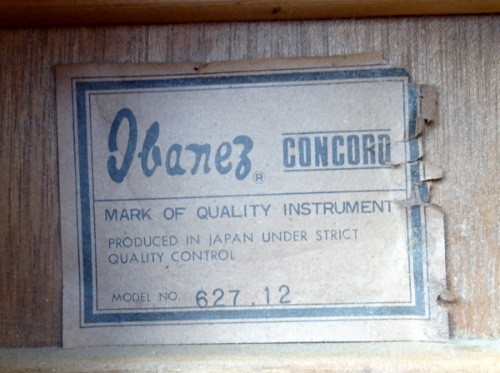 Ibanez® CONCORD
MARK OF QUALITY INSTRUMENT
PRODUCED IN JAPAN UNDER STRICT
QUALITY CONTROL
MODEL NO. 627.12